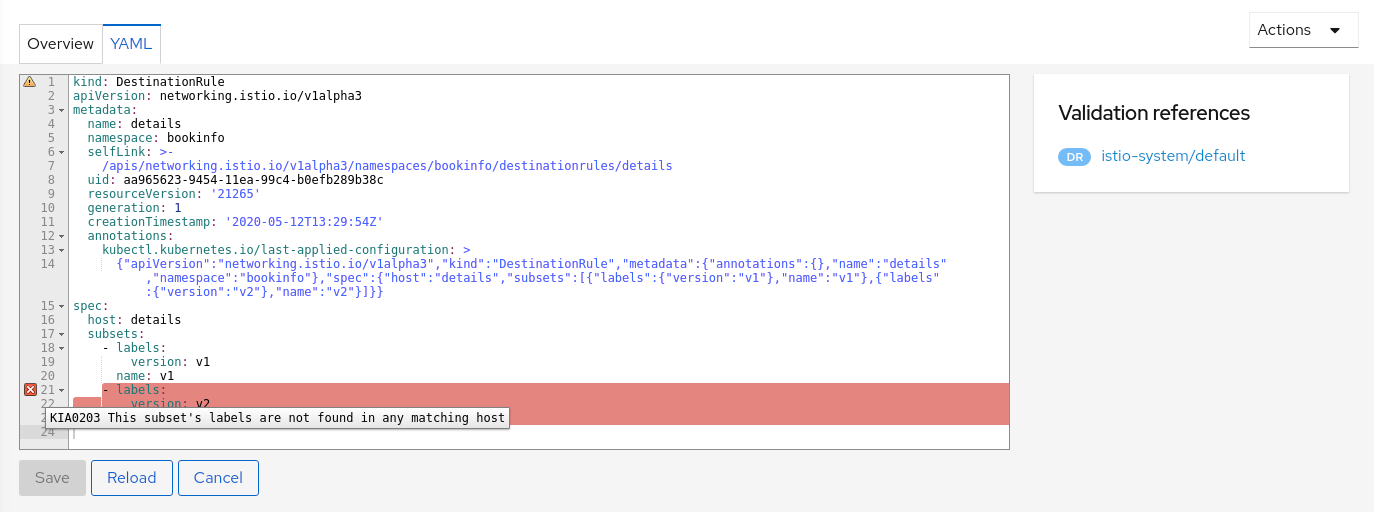 Overview
YAML
Actions
1 kind: DestinationRule
2 apiVersion: networking.istio.io/v1alpha3
3 metadata:
4 name: details
5 namespace: bookinfo
6 selfLink: >-
7 /apis/networking.istio.io/v1alpha3/namespaces/bookinfo/destinationrules/details
8 uid: aa965623-9454-11ea-99c4-b0efb289b38c
9 resourceVersion: '21265'
10 generation: 1
11 creationTimestamp: '2020-05-12T13:29:54Z'
12 annotations:
13 kubectl.kubernetes.io/last-applied-configuration: >
14 {"apiVersion":"networking.istio.io/v1alpha3","kind":"DestinationRule","metadata":{"annotations":{},"name":"details"
,"namespace":"bookinfo"},"spec":{"host":"details","subsets":[{"labels":{"version":"v1"},"name":"v1"},{"labels"
:{"version":"v2"},"name":"v2"}]}}
15 spec:
16 host: details
17 subsets:
18 - labels:
19 version: v1
20 name: v1
21 - labels:
22 version: v2
KIA0203 This subset's labels are not found in any matching host
24
Validation references
DR istio-system/default
Save
Reload
Cancel